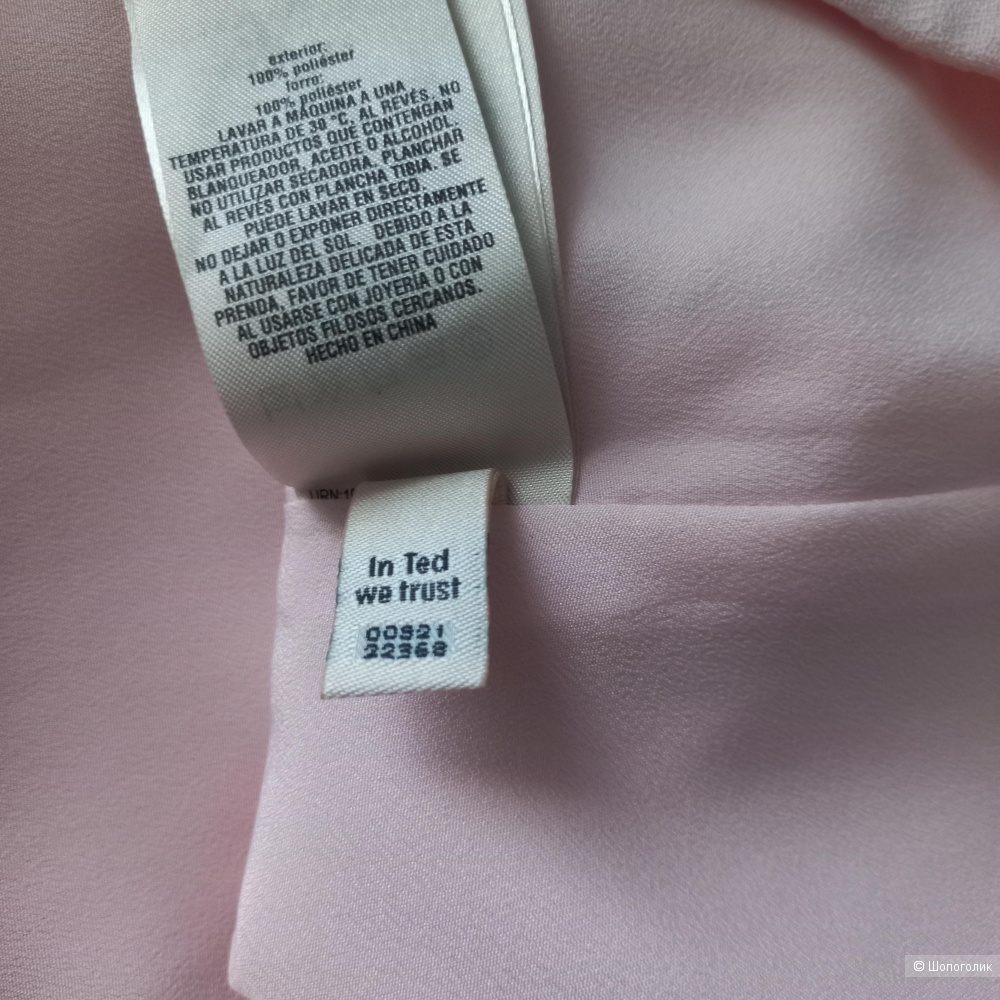 exterior:
100% poliéster
forro:
100% poliéster
LAVAR A MÁQUINA A UNA
TEMPERATURA DE 30 °C, AL REVÉS, NO
USAR PRODUCTOS QUE CONTENGAN
BLANQUEADOR, ACEITE O ALCOHOL.
NO UTILIZAR SECADORA. PLANCHAR
AL REVÉS CON PLANCHA TIBIA. SE
PUEDE LAVAR EN SECO.
NO DEJAR O EXPONER DIRECTAMENTE
A LA LUZ DEL SOL. DEBIDO A LA
NATURALEZA DELICADA DE ESTA
PRENDA, FAVOR DE TENER CUIDADO
AL USARSE CON JOYERÍA O CON
OBJETOS FILOSOS CERCANOS.
HECHO EN CHINA
In Ted
we trust
00S21
22368
© Шопоголик